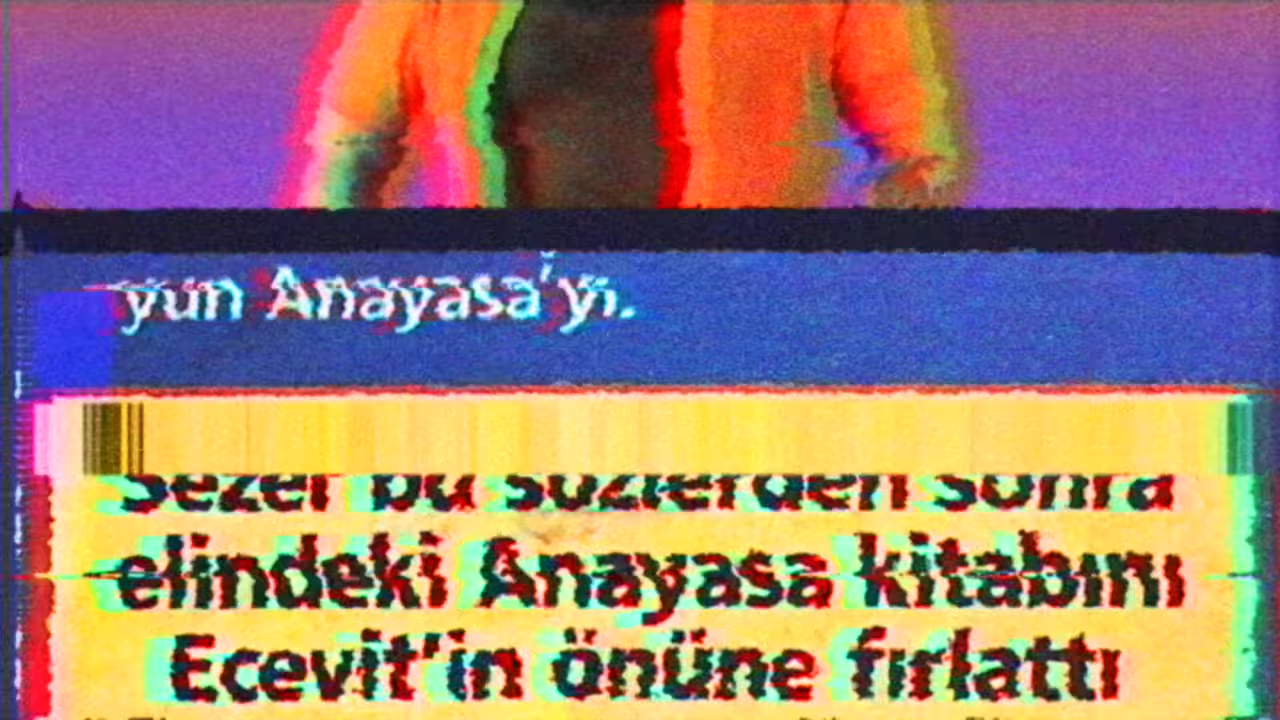 yun Anayasa'yı.
Sezer bu sözlerden sonra
elindeki Anayasa kitabını
Ecevit'in önüne fırlattı